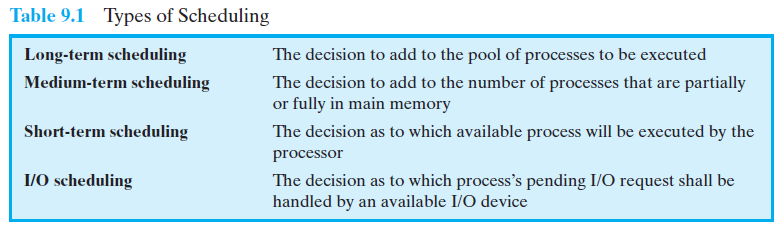 Table 9.1 Types of Scheduling
Long-term scheduling The decision to add to the pool of processes to be executed
Medium-term scheduling The decision to add to the number of processes that are partially
or fully in main memory
Short-term scheduling The decision as to which available process will be executed by the
processor
I/O scheduling The decision as to which process’s pending I/O request shall be
handled by an available I/O device